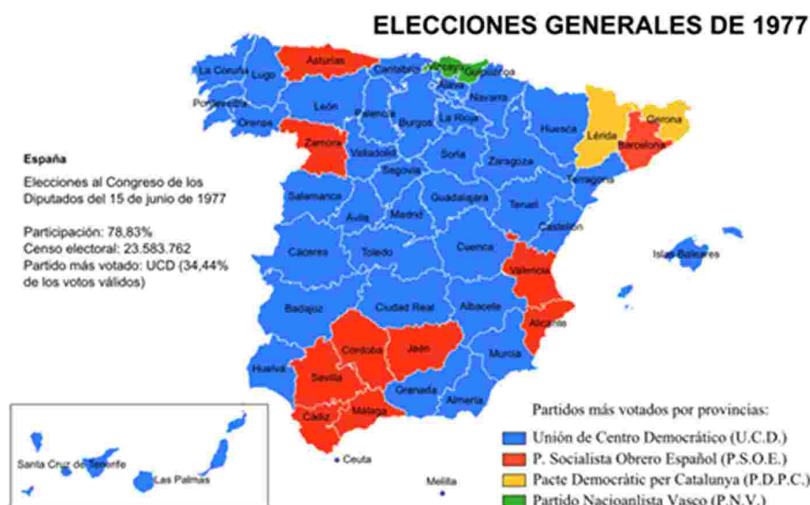 ELECCIONES GENERALES DE 1977
España
Elecciones al Congreso de los
Diputados del 15 de junio de 1977
Participación: 78,83%
Censo electoral: 23.583.762
Partido más votado: UCD (34,44%
de los votos válidos)
La Coruña
Lugo
Asturias
Cantabria
Vizcaya
Guipúzcoa
Álava
Navarra
Pontevedra
Orense
León
Palencia
Burgos
La Rioja
Huesca
Lérida
Gerona
Barcelona
Zamora
Valladolid
Soria
Zaragoza
Tarragona
Segovia
Salamanca
Ávila
Madrid
Guadalajara
Teruel
Castellón
Cáceres
Toledo
Cuenca
Valencia
Islas Baleares
Badajoz
Ciudad Real
Albacete
Alicante
Huelva
Sevilla
Córdoba
Jaén
Murcia
Granada
Almería
Cádiz
Málaga
Ceuta
Melilla
Santa Cruz de Tenerife
Las Palmas
Partidos más votados por provincias:
Unión de Centro Democrático (U.C.D.)
P. Socialista Obrero Español (P.S.O.E.)
Pacte Democràtic per Catalunya (P.D.P.C.)
Partido Nacioanlista Vasco (P.N.V.)